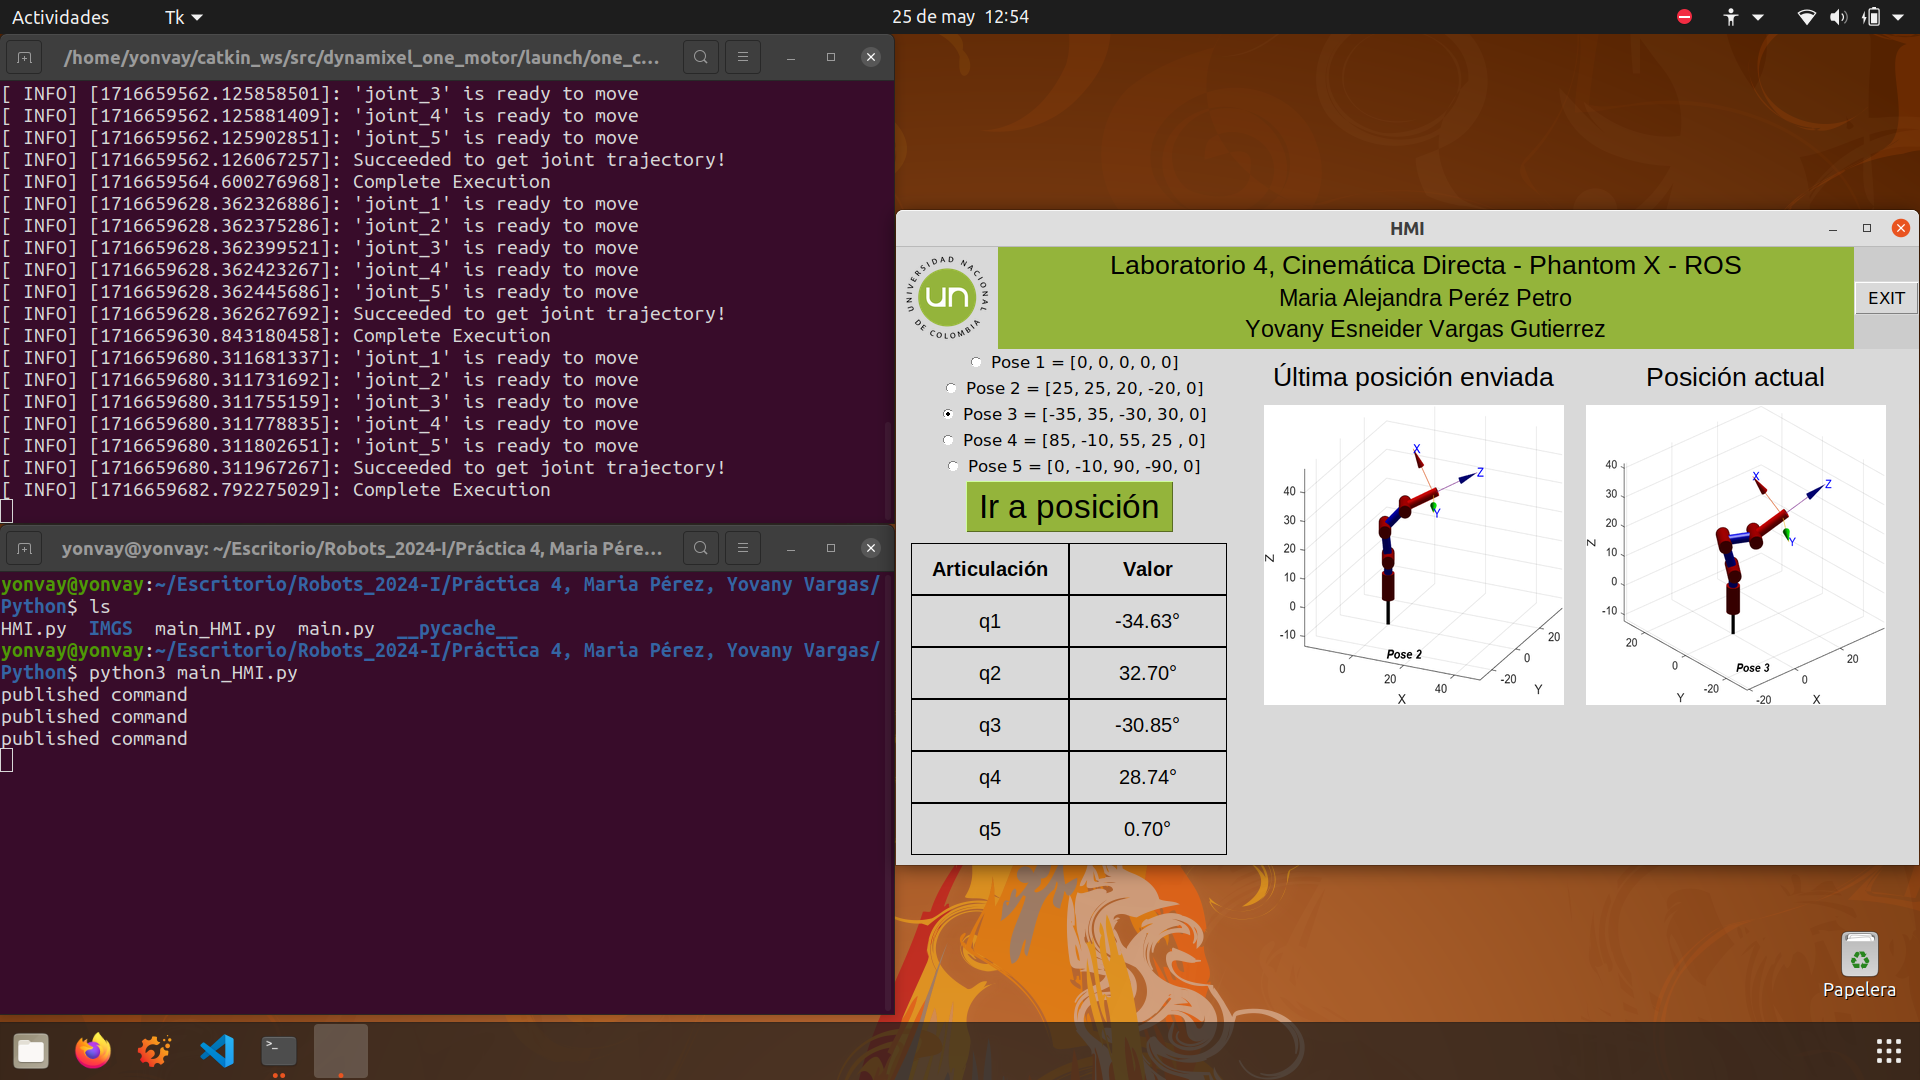 Actividades
Tk
25 de may 12:54
/home/yonvay/catkin_ws/src/dynamixel_one_motor/launch/one_c...
[ INFO] [1716659562.125858501]: 'joint_3' is ready to move
[ INFO] [1716659562.125881409]: 'joint_4' is ready to move
[ INFO] [1716659562.125902851]: 'joint_5' is ready to move
[ INFO] [1716659562.126067257]: Succeeded to get joint trajectory!
[ INFO] [1716659564.600276968]: Complete Execution
[ INFO] [1716659628.362326886]: 'joint_1' is ready to move
[ INFO] [1716659628.362375286]: 'joint_2' is ready to move
[ INFO] [1716659628.362399521]: 'joint_3' is ready to move
[ INFO] [1716659628.362423267]: 'joint_4' is ready to move
[ INFO] [1716659628.362445686]: 'joint_5' is ready to move
[ INFO] [1716659628.362627692]: Succeeded to get joint trajectory!
[ INFO] [1716659630.843180458]: Complete Execution
[ INFO] [1716659680.311681337]: 'joint_1' is ready to move
[ INFO] [1716659680.311731692]: 'joint_2' is ready to move
[ INFO] [1716659680.311755159]: 'joint_3' is ready to move
[ INFO] [1716659680.311778835]: 'joint_4' is ready to move
[ INFO] [1716659680.311802651]: 'joint_5' is ready to move
[ INFO] [1716659680.311967267]: Succeeded to get joint trajectory!
[ INFO] [1716659682.792275029]: Complete Execution
yonvay@yonvay: ~/Escritorio/Robots_2024-I/Práctica 4, Maria Pére...
yonvay@yonvay:~/Escritorio/Robots_2024-I/Práctica 4, Maria Pérez, Yovany Vargas/
Python$ ls
HMI.py IMGS main_HMI.py main.py __pycache__
yonvay@yonvay:~/Escritorio/Robots_2024-I/Práctica 4, Maria Pérez, Yovany Vargas/
Python$ python3 main_HMI.py
published command
published command
published command
HMI
UNIVERSIDAD NACIONAL
DE COLOMBIA
un
Laboratorio 4, Cinemática Directa - Phantom X - ROS
Maria Alejandra Peréz Petro
Yovany Esneider Vargas Gutierrez
EXIT
Pose 1 = [0, 0, 0, 0, 0]
Pose 2 = [25, 25, 20, -20, 0]
Pose 3 = [-35, 35, -30, 30, 0]
Pose 4 = [85, -10, 55, 25 , 0]
Pose 5 = [0, -10, 90, -90, 0]
Ir a posición
Articulación Valor
q1 -34.63°
q2 32.70°
q3 -30.85°
q4 28.74°
q5 0.70°
Última posición enviada
X
Z
Y
40
30
20
10
0
-10
Z
Pose 2
0
20
40
X
-20
0
20
Y
Posición actual
X
Z
Y
40
30
20
10
0
-10
Z
20
0
-20
Y
Pose 3
-20
0
20
X
Papelera